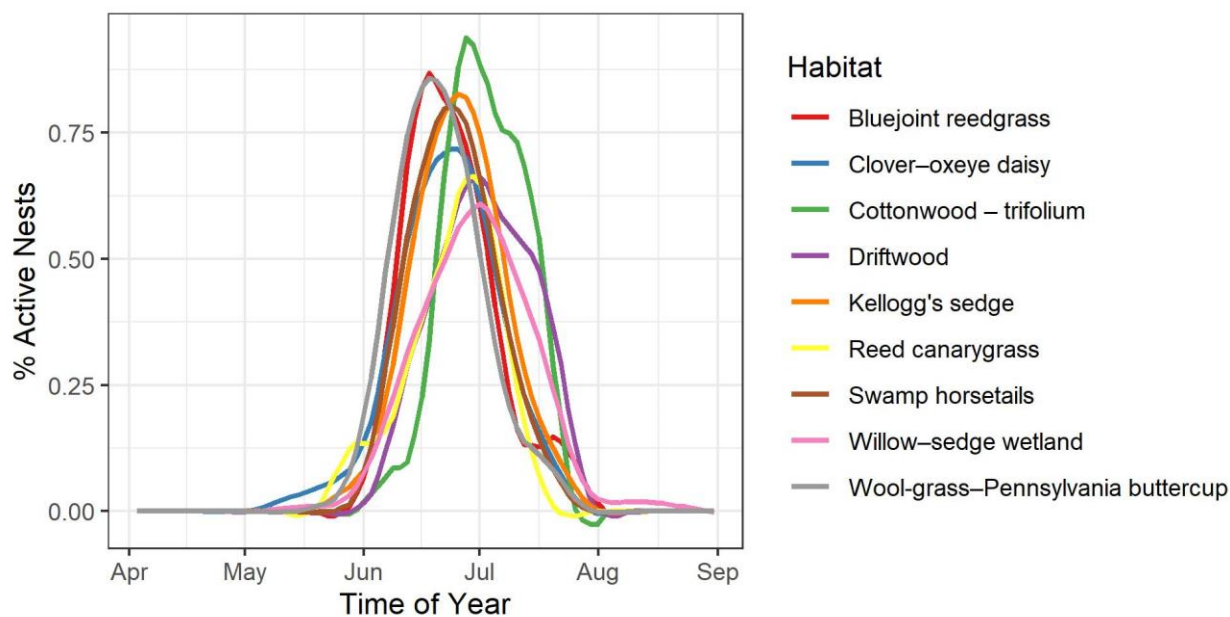 % Active Nests
0.75
0.50
0.25
0.00
Apr May Jun Jul Aug Sep
Time of Year
Habitat
Bluejoint reedgrass
Clover–oxeye daisy
Cottonwood – trifolium
Driftwood
Kellogg's sedge
Reed canarygrass
Swamp horsetails
Willow–sedge wetland
Wool-grass–Pennsylvania buttercup